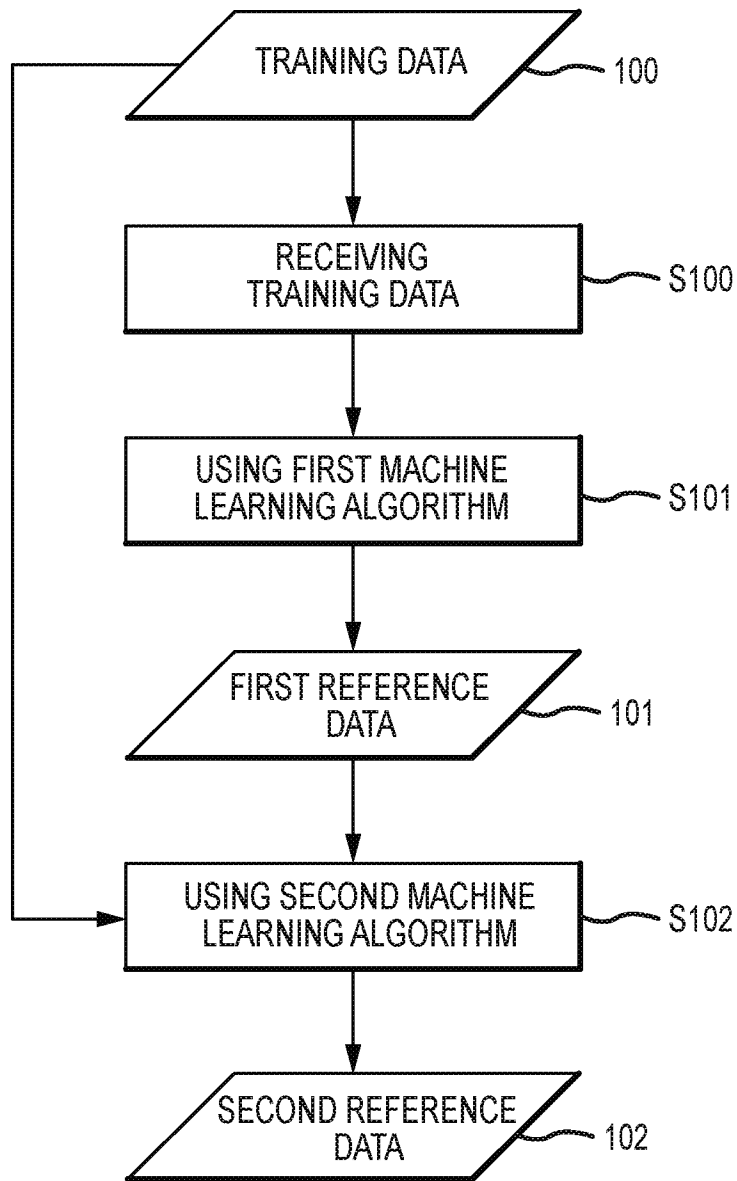 TRAINING DATA
100
RECEIVING
TRAINING DATA
S100
USING FIRST MACHINE
LEARNING ALGORITHM
S101
FIRST REFERENCE
DATA
101
USING SECOND MACHINE
LEARNING ALGORITHM
S102
SECOND REFERENCE
DATA
102